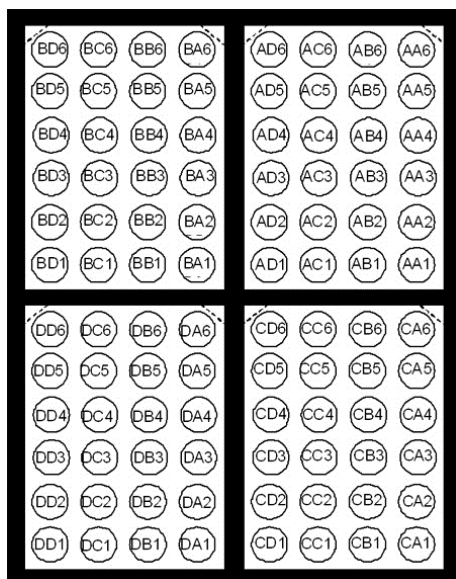 BD6 BC6 BB6 BA6 AD6 AC6 AB6 AA6
BD5 BC5 BB5 BA5 AD5 AC5 AB5 AA5
BD4 BC4 BB4 BA4 AD4 AC4 AB4 AA4
BD3 BC3 BB3 BA3 AD3 AC3 AB3 AA3
BD2 BC2 BB2 BA2 AD2 AC2 AB2 AA2
BD1 BC1 BB1 BA1 AD1 AC1 AB1 AA1
DD6 DC6 DB6 DA6 CD6 CC6 CB6 CA6
DD5 DC5 DB5 DA5 CD5 CC5 CB5 CA5
DD4 DC4 DB4 DA4 CD4 CC4 CB4 CA4
DD3 DC3 DB3 DA3 CD3 CC3 CB3 CA3
DD2 DC2 DB2 DA2 CD2 CC2 CB2 CA2
DD1 DC1 DB1 DA1 CD1 CC1 CB1 CA1